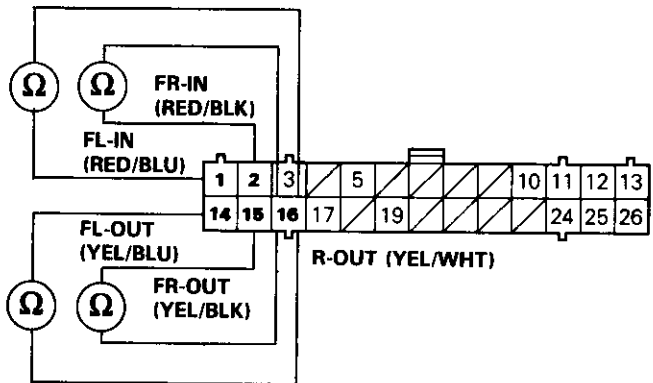 Ω Ω
FR-IN
(RED/BLK)
FL-IN
(RED/BLU)
1 2 3 5 10 11 12 13
14 15 16 17 19 24 25 26
FL-OUT
(YEL/BLU)
R-OUT (YEL/WHT)
Ω Ω
FR-OUT
(YEL/BLK)